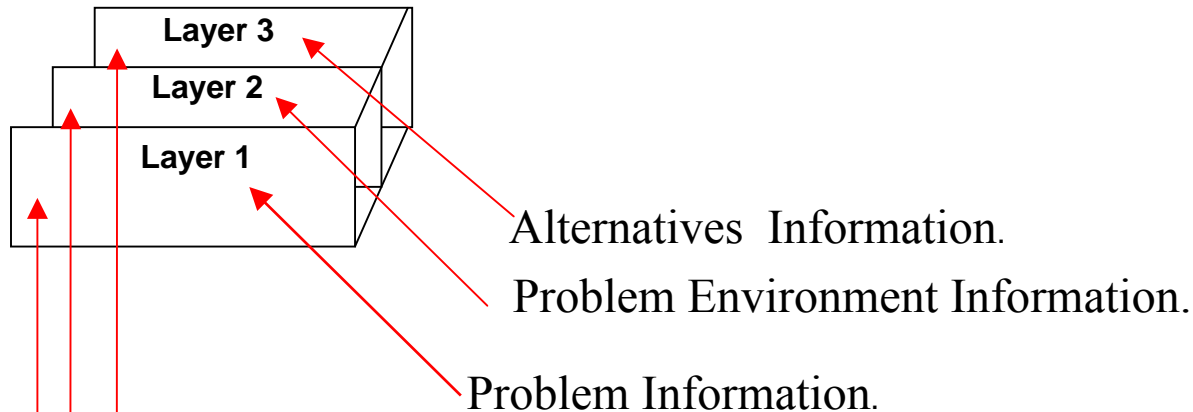 Layer 3
Layer 2
Layer 1
Alternatives Information.
Problem Environment Information.
Problem Information.